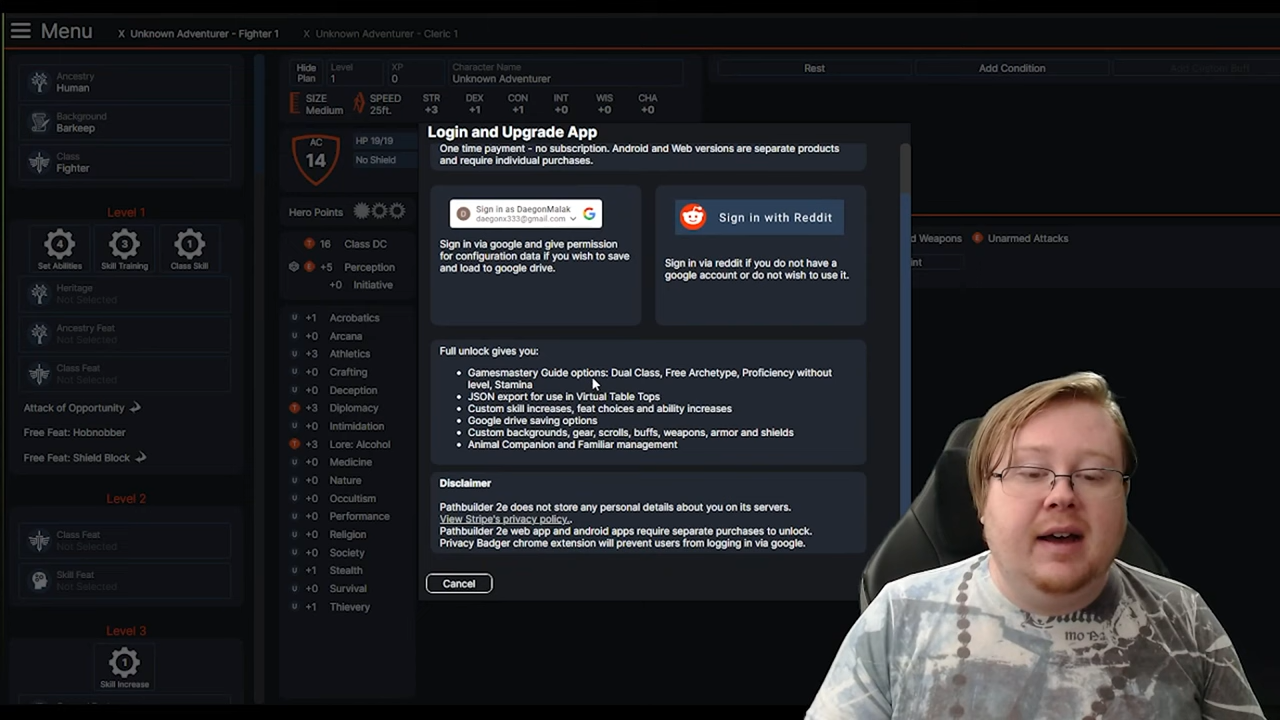 Menu
X Unknown Adventurer - Fighter 1
X Unknown Adventurer - Cleric 1
Ancestry
Human
Background
Barkeep
Class
Fighter
Level 1
4
Set Abilities
3
Skill Training
1
Class Skill
Heritage
Not Selected
Ancestry Feat
Not Selected
Class Feat
Not Selected
Attack of Opportunity
Free Feat: Hobnobber
Free Feat: Shield Block
Level 2
Class Feat
Not Selected
Skill Feat
Not Selected
Level 3
1
Skill Increase
Hide
Plan
Level
1
XP
0
Character Name
Unknown Adventurer
SIZE
Medium
SPEED
25ft.
STR
+3
DEX
+1
CON
+1
INT
+0
WIS
+0
CHA
+0
AC
14
HP 19/19
No Shield
Hero Points
T 16 Class DC
E +5 Perception
+0 Initiative
U +1 Acrobatics
U +0 Arcana
U +3 Athletics
U +0 Crafting
U +0 Deception
T +3 Diplomacy
U +0 Intimidation
T +3 Lore: Alcohol
U +0 Medicine
U +0 Nature
U +0 Occultism
U +0 Performance
U +0 Religion
U +0 Society
U +1 Stealth
U +0 Survival
U +1 Thievery
Rest
Add Condition
Add Custom Buff
d Weapons
E Unarmed Attacks
Login and Upgrade App
One time payment - no subscription. Android and Web versions are separate products
and require individual purchases.
D
Sign in as DaegonMalak
daegonx333@gmail.com
Sign in via google and give permission
for configuration data if you wish to save
and load to google drive.
Sign in with Reddit
Sign in via reddit if you do not have a
google account or do not wish to use it.
Full unlock gives you:
• Gamesmastery Guide options: Dual Class, Free Archetype, Proficiency without
level, Stamina
• JSON export for use in Virtual Table Tops
• Custom skill increases, feat choices and ability increases
• Google drive saving options
• Custom backgrounds, gear, scrolls, buffs, weapons, armor and shields
• Animal Companion and Familiar management
Disclaimer
Pathbuilder 2e does not store any personal details about you on its servers.
View Stripe's privacy policy..
Pathbuilder 2e web app and android apps require separate purchases to unlock.
Privacy Badger chrome extension will prevent users from logging in via google.
Cancel